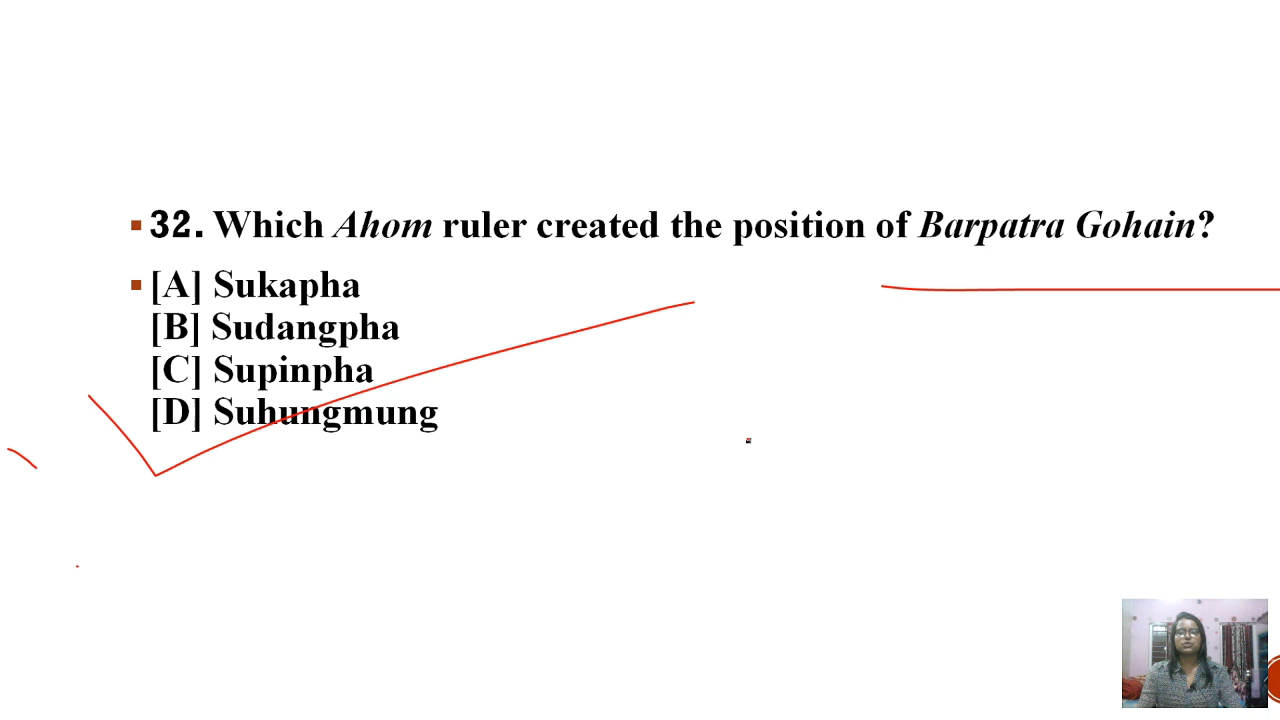 32. Which Ahom ruler created the position of Barpatra Gohain?
[A] Sukapha
[B] Sudangpha
[C] Supinpha
[D] Suhungmung